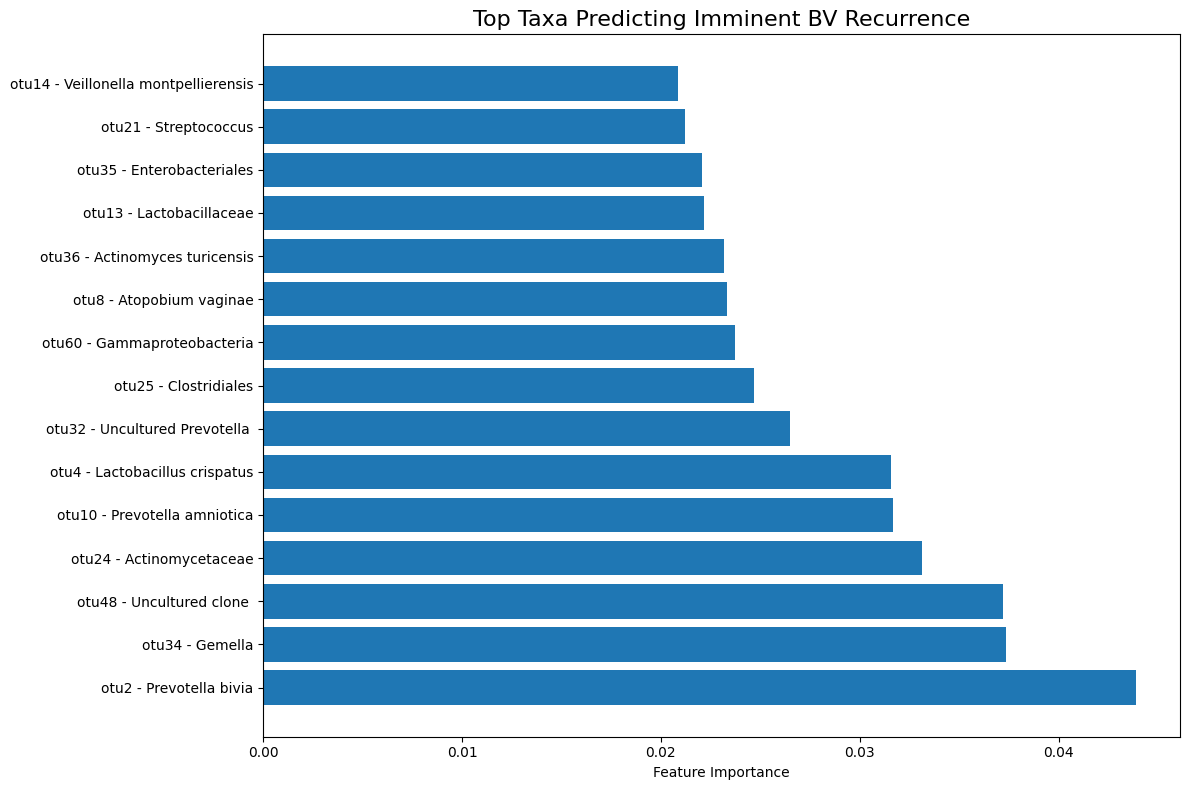 Top Taxa Predicting Imminent BV Recurrence
otu14 - Veillonella montpellierensis
otu21 - Streptococcus
otu35 - Enterobacteriales
otu13 - Lactobacillaceae
otu36 - Actinomyces turicensis
otu8 - Atopobium vaginae
otu60 - Gammaproteobacteria
otu25 - Clostridiales
otu32 - Uncultured Prevotella
otu4 - Lactobacillus crispatus
otu10 - Prevotella amniotica
otu24 - Actinomycetaceae
otu48 - Uncultured clone
otu34 - Gemella
otu2 - Prevotella bivia
0.00 0.01 0.02 0.03 0.04
Feature Importance